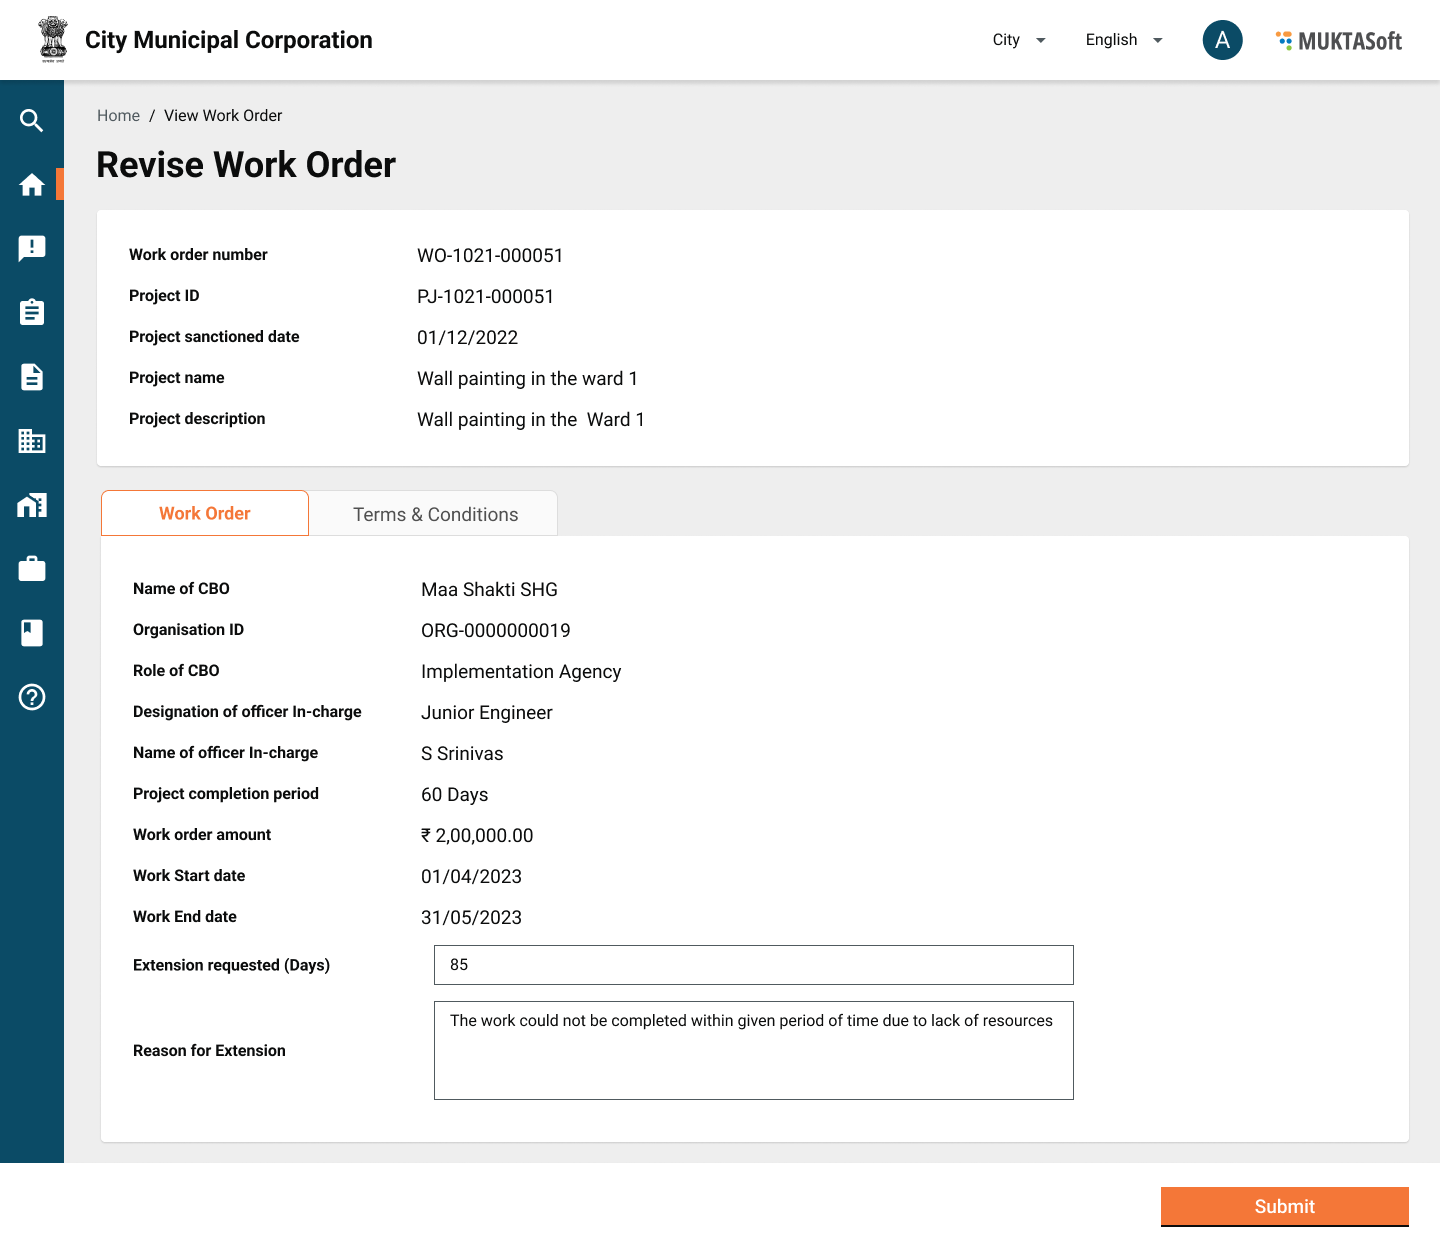 City Municipal Corporation
City
English
A
MUKTASoft
Home / View Work Order
Revise Work Order
Work order number WO-1021-000051
Project ID PJ-1021-000051
Project sanctioned date 01/12/2022
Project name Wall painting in the ward 1
Project description Wall painting in the  Ward 1
Work Order
Terms & Conditions
Name of CBO Maa Shakti SHG
Organisation ID ORG-0000000019
Role of CBO Implementation Agency
Designation of officer In-charge Junior Engineer
Name of officer In-charge S Srinivas
Project completion period 60 Days
Work order amount ₹ 2,00,000.00
Work Start date 01/04/2023
Work End date 31/05/2023
Extension requested (Days) 85
Reason for Extension The work could not be completed within given period of time due to lack of resources
Submit